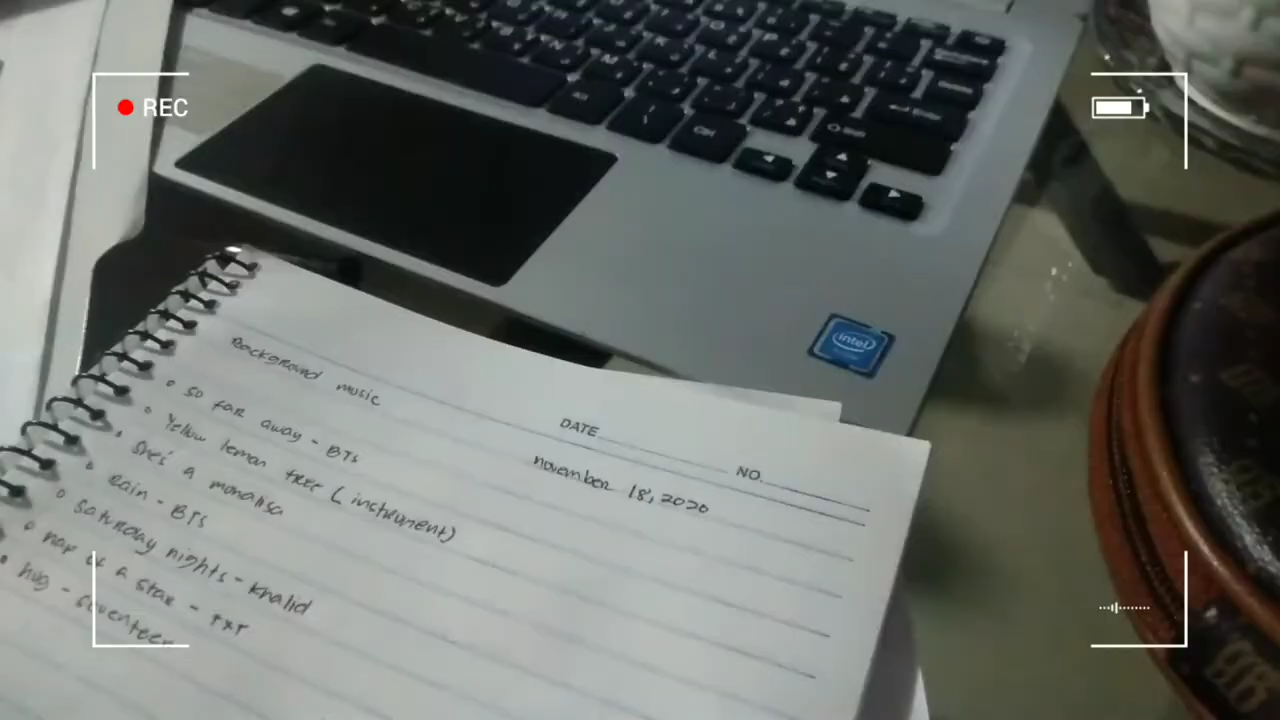 REC
Background music
DATE
NO.
november 18, 2020
so far away - BTS
Yellow lemon tree (instrument)
She's a monalisa
Rain - BTS
saturday nights - Khalid
nap of a star - TXT
hug - seventeen
intel